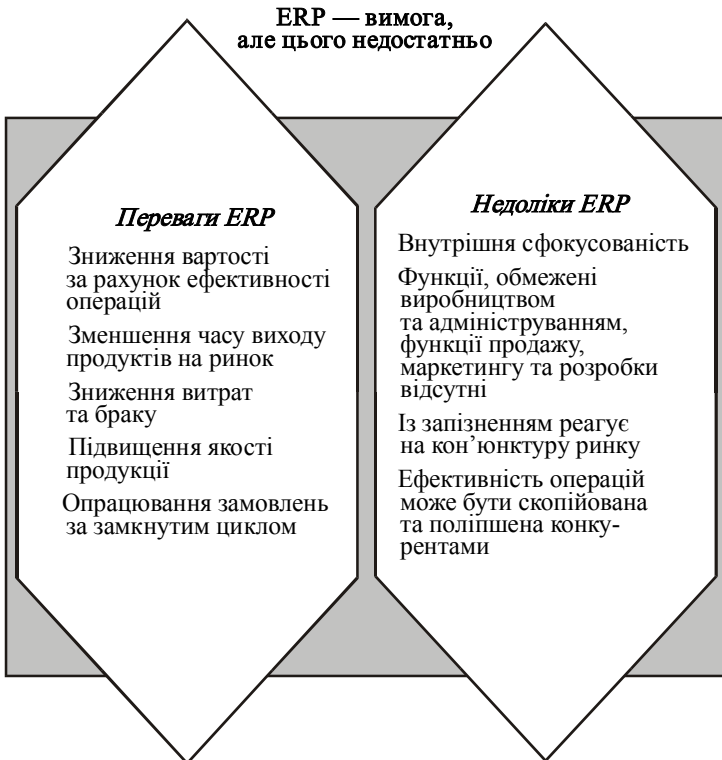 ERP — вимога,
але цього недостатньо
Переваги ERP
Зниження вартості
за рахунок ефективності
операцій
Зменшення часу виходу
продуктів на ринок
Зниження витрат
та браку
Підвищення якості
продукції
Опрацювання замовлень
за замкнутим циклом
Недоліки ERP
Внутрішня сфокусованість
Функції, обмежені
виробництвом
та адмініструванням,
функції продажу,
маркетингу та розробки
відсутні
Із запізненням реагує
на кон’юнктуру ринку
Ефективність операцій
може бути скопійована
та поліпшена конку-
рентами